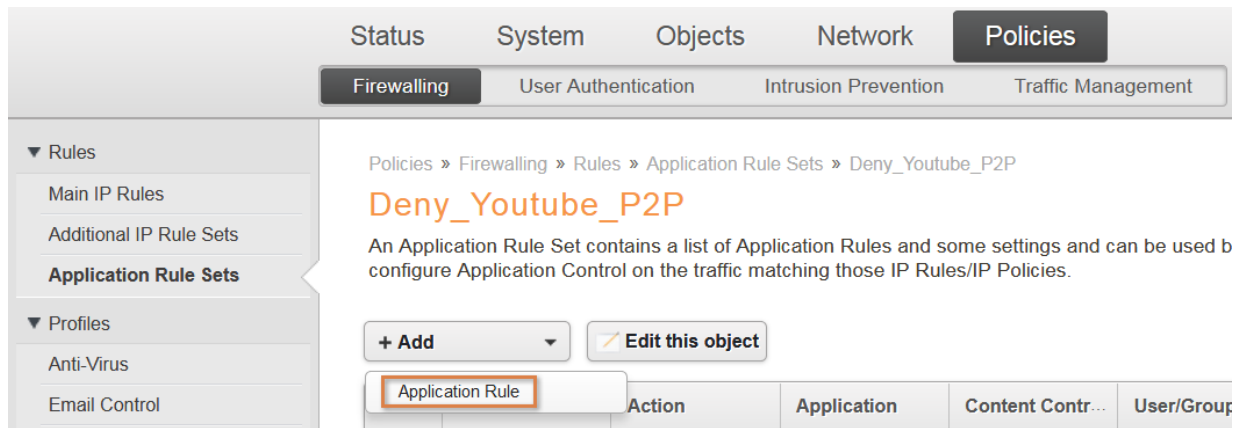 Status System Objects Network Policies
Firewalling User Authentication Intrusion Prevention Traffic Management
Rules
Main IP Rules
Additional IP Rule Sets
Application Rule Sets
Profiles
Anti-Virus
Email Control
Policies » Firewalling » Rules » Application Rule Sets » Deny_Youtube_P2P
Deny_Youtube_P2P
An Application Rule Set contains a list of Application Rules and some settings and can be used b
configure Application Control on the traffic matching those IP Rules/IP Policies.
+ Add Edit this object
Application Rule
Action Application Content Contr... User/Group